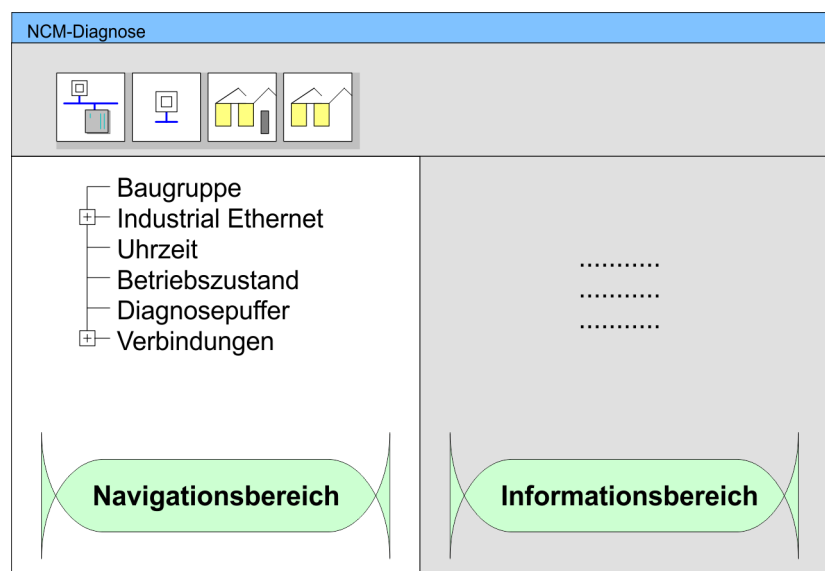 NCM-Diagnose
Baugruppe
Industrial Ethernet
Uhrzeit
Betriebszustand
Diagnosepuffer
Verbindungen
...........
...........
...........
Navigationsbereich
Informationsbereich